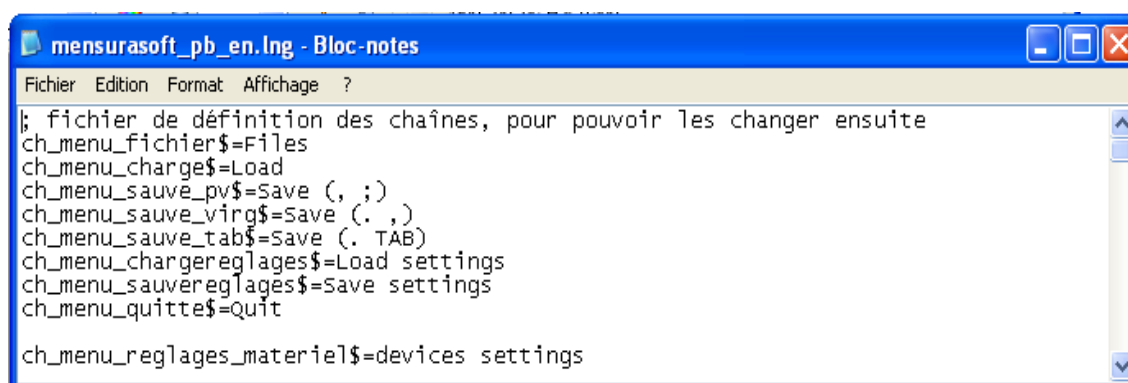 mensurasoft_pb_en.lng - Bloc-notes
Fichier Edition Format Affichage ?
; fichier de définition des chaînes, pour pouvoir les changer ensuite
ch_menu_fichier$=Files
ch_menu_charge$=Load
ch_menu_sauve_pv$=Save (, ;)
ch_menu_sauve_virg$=Save (. ,)
ch_menu_sauve_tab$=Save (. TAB)
ch_menu_chargereglages$=Load settings
ch_menu_sauvereglages$=Save settings
ch_menu_quitte$=Quit
ch_menu_reglages_materiel$=devices settings